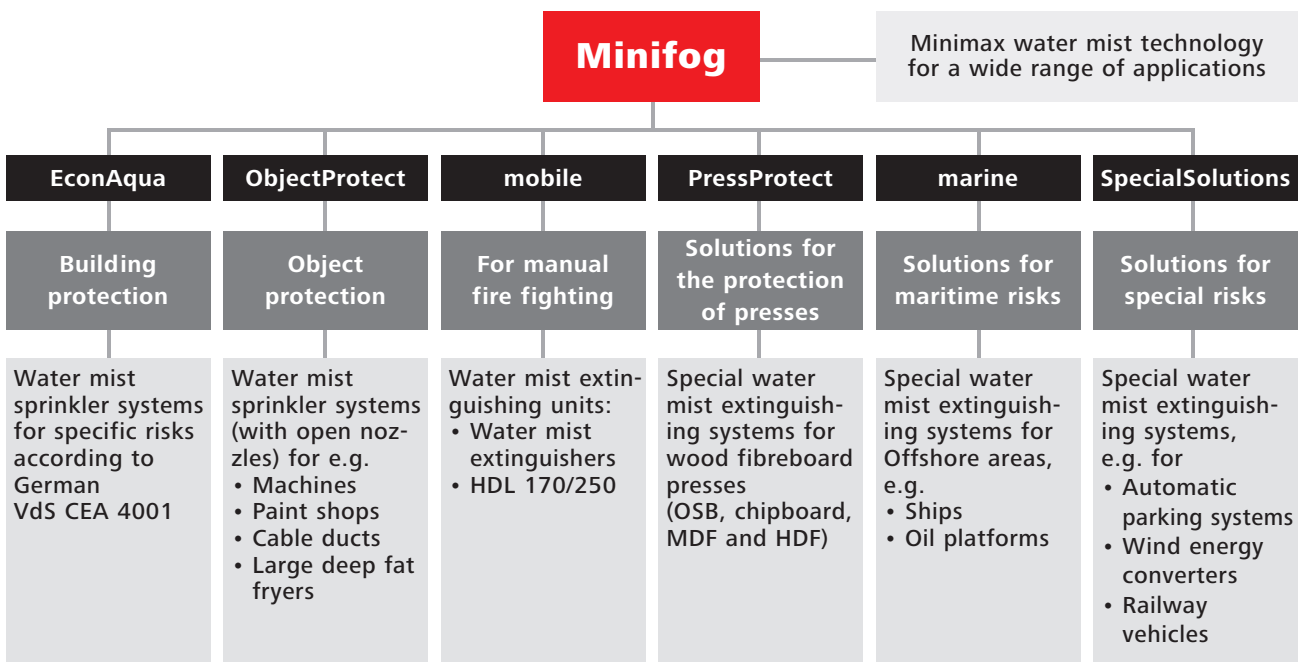 Minifog
Minimax water mist technology
for a wide range of applications
EconAqua
Building
protection
Water mist
sprinkler systems
for specific risks
according to
German
VdS CEA 4001
ObjectProtect
Object
protection
Water mist
sprinkler systems
(with open noz-
zles) for e.g.
• Machines
• Paint shops
• Cable ducts
• Large deep fat
fryers
mobile
For manual
fire fighting
Water mist extin-
guishing units:
• Water mist
extinguishers
• HDL 170/250
PressProtect
Solutions for
the protection
of presses
Special water
mist extinguish-
ing systems for
wood fibreboard
presses
(OSB, chipboard,
MDF and HDF)
marine
Solutions for
maritime risks
Special water
mist extinguish-
ing systems for
Offshore areas,
e.g.
• Ships
• Oil platforms
SpecialSolutions
Solutions for
special risks
Special water
mist extinguish-
ing systems,
e.g. for
• Automatic
parking systems
• Wind energy
converters
• Railway
vehicles